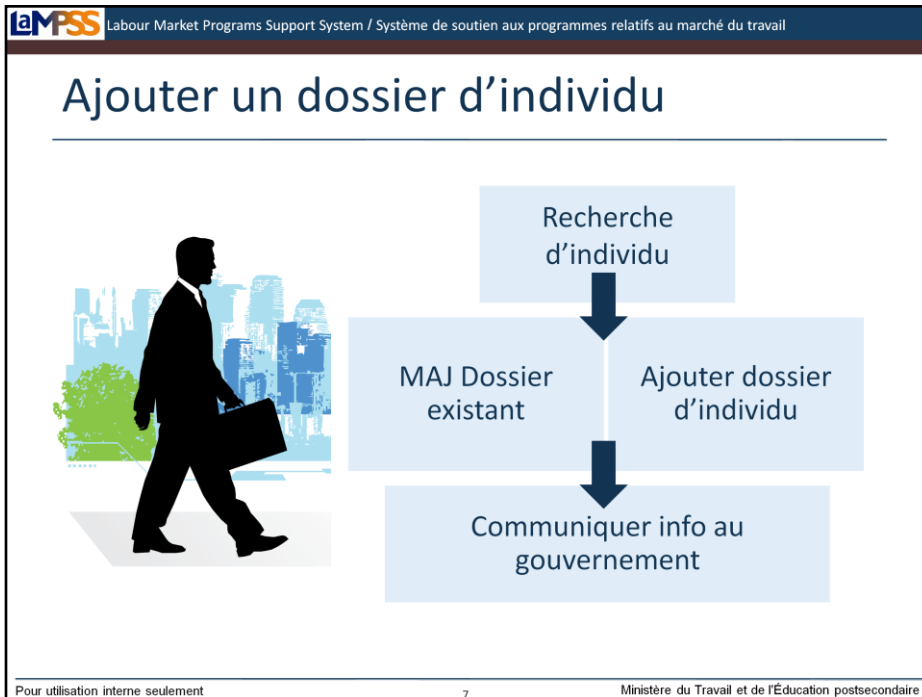 LaMPSS Labour Market Programs Support System / Système de soutien aux programmes relatifs au marché du travail
Ajouter un dossier d’individu
Recherche
d’individu
MAJ Dossier
existant
Ajouter dossier
d’individu
Communiquer info au
gouvernement
Pour utilisation interne seulement
7
Ministère du Travail et de l'Éducation postsecondaire